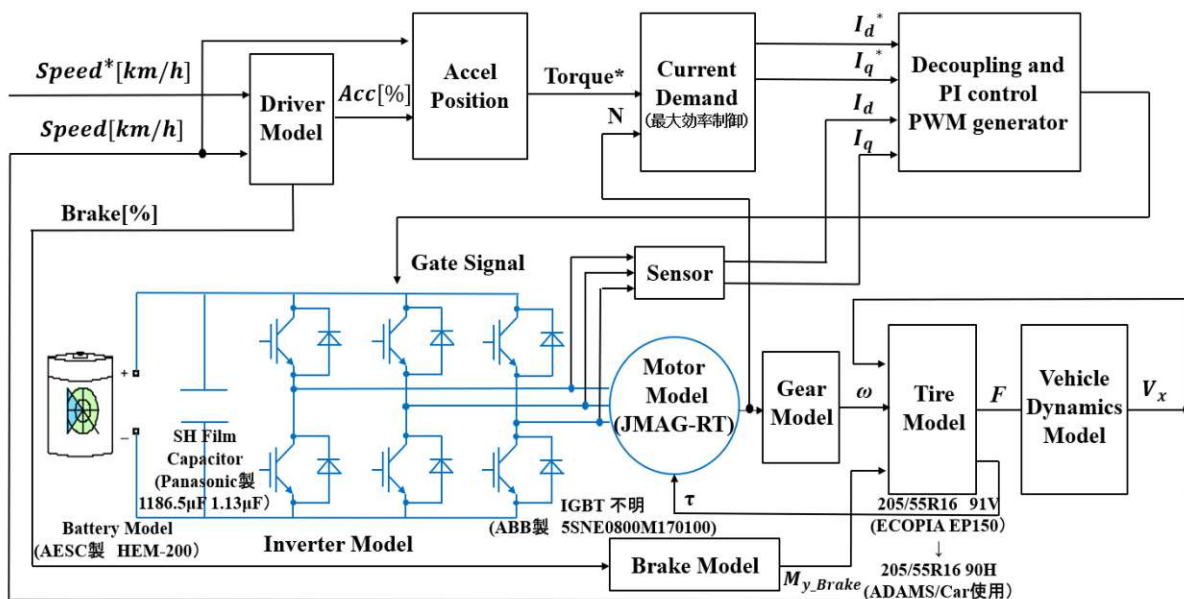 Speed*[km/h]
Speed[km/h]
Driver
Model
Acc[%]
Brake[%]
Accel
Position
Torque*
N
Current
Demand
(最大効率制御)
I_d*
I_q*
I_d
I_q
Decoupling and
PI control
PWM generator
Gate Signal
Sensor
+
−
SH Film
Capacitor
(Panasonic製
1186.5μF 1.13μF)
Battery Model
(AESC製 HEM-200)
Inverter Model
IGBT 不明
(ABB製 5SNE0800M170100)
Motor
Model
(JMAG-RT)
τ
Gear
Model
ω
Tire
Model
F
Vehicle
Dynamics
Model
V_x
205/55R16 91V
(ECOPIA EP150)
↓
205/55R16 90H
(ADAMS/Car使用)
Brake Model
M_y_Brake